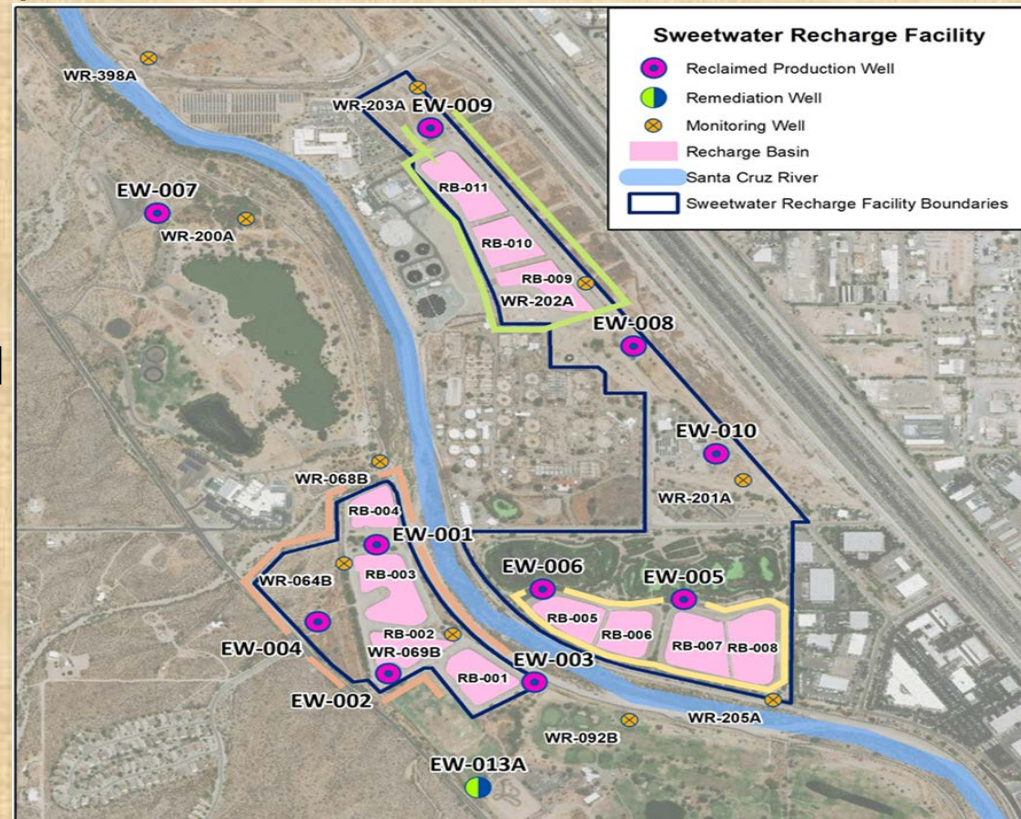 Sweetwater Recharge Facility
Reclaimed Production Well
Remediation Well
Monitoring Well
Recharge Basin
Santa Cruz River
Sweetwater Recharge Facility Boundaries
WR-398A
WR-203A
EW-009
EW-007
WR-200A
RB-011
RB-010
RB-009
WR-202A
EW-008
EW-010
WR-201A
WR-068B
RB-004
EW-001
WR-064B
RB-003
EW-006
EW-005
RB-005
RB-006
RB-007
RB-008
EW-004
RB-002
WR-069B
EW-003
RB-001
EW-002
WR-205A
WR-092B
EW-013A